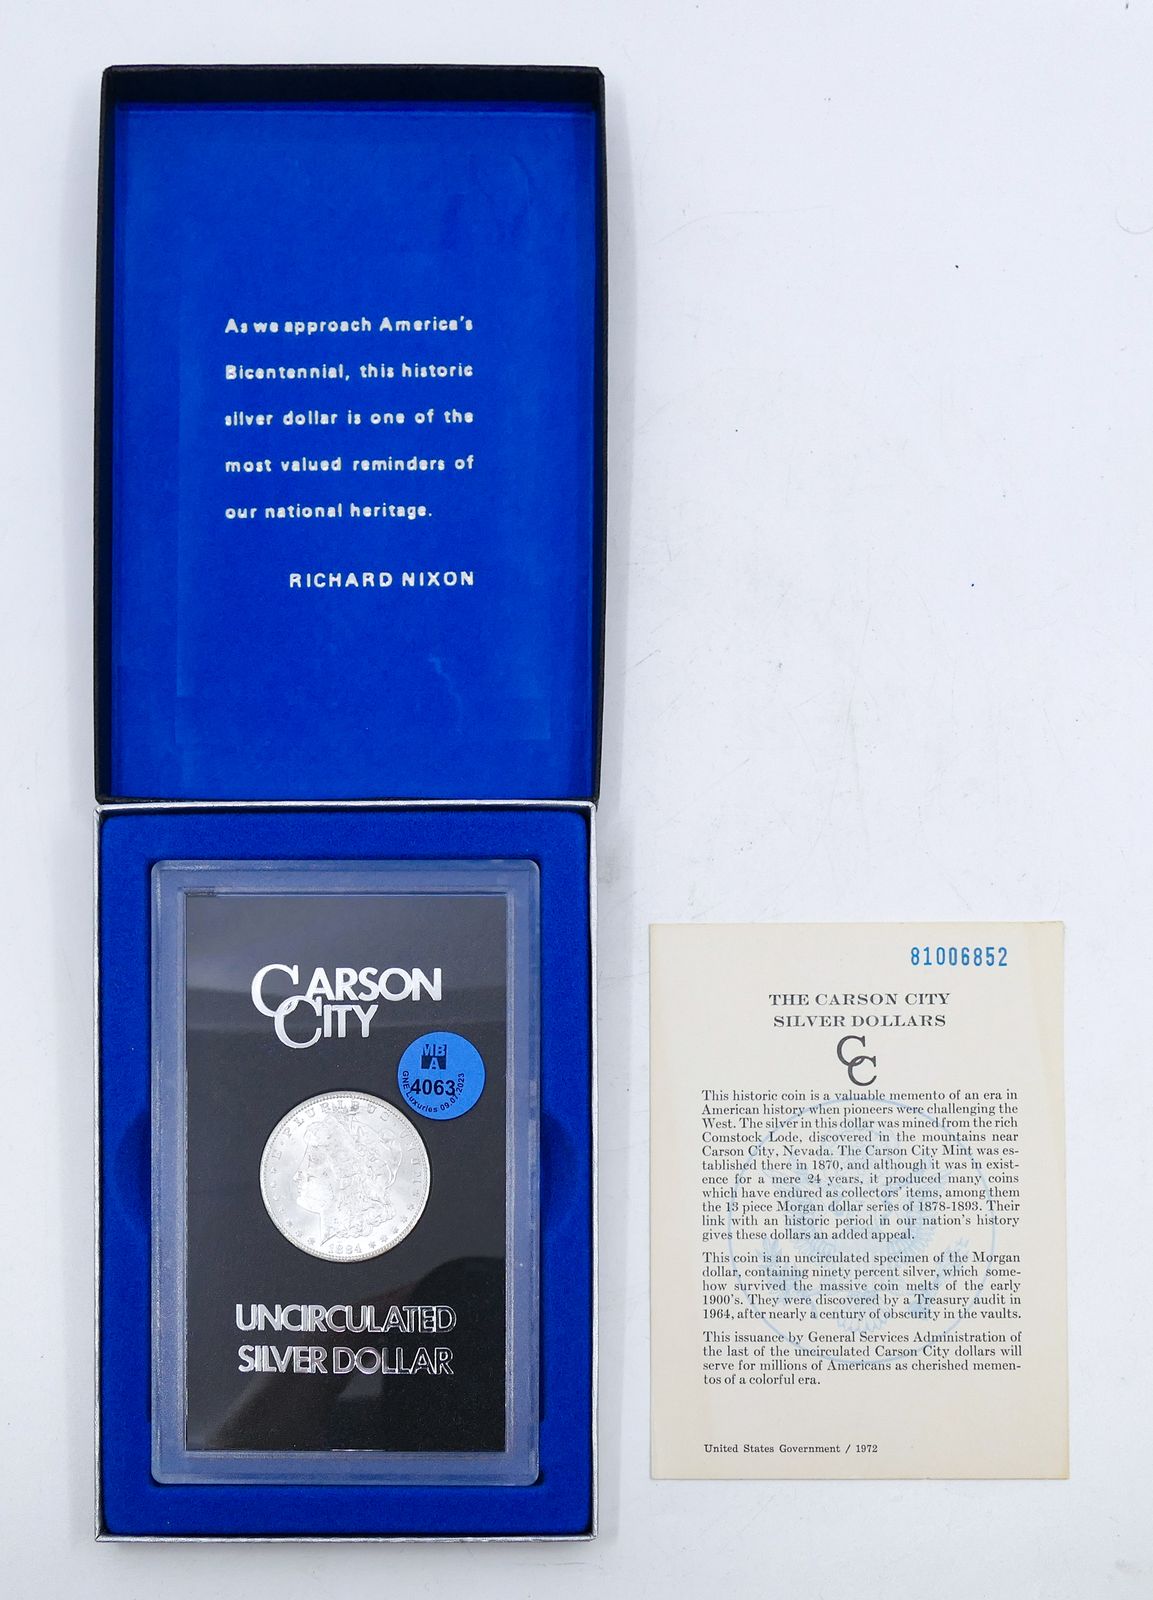 As we approach America's
Bicentennial, this historic
silver dollar is one of the
most valued reminders of
our national heritage.
RICHARD NIXON
CARSON
CITY
MB
A
4063
GNE Luxuries 09.07.2023
E PLURIBUS UNUM
1884
UNCIRCULATED
SILVER DOLLAR
81006852
THE CARSON CITY
SILVER DOLLARS
CC
This historic coin is a valuable memento of an era in
American history when pioneers were challenging the
West. The silver in this dollar was mined from the rich
Comstock Lode, discovered in the mountains near
Carson City, Nevada. The Carson City Mint was es-
tablished there in 1870, and although it was in exist-
ence for a mere 24 years, it produced many coins
which have endured as collectors' items, among them
the 13 piece Morgan dollar series of 1878-1893. Their
link with an historic period in our nation's history
gives these dollars an added appeal.
This coin is an uncirculated specimen of the Morgan
dollar, containing ninety percent silver, which some-
how survived the massive coin melts of the early
1900's. They were discovered by a Treasury audit in
1964, after nearly a century of obscurity in the vaults.
This issuance by General Services Administration of
the last of the uncirculated Carson City dollars will
serve for millions of Americans as cherished memen-
tos of a colorful era.
United States Government / 1972